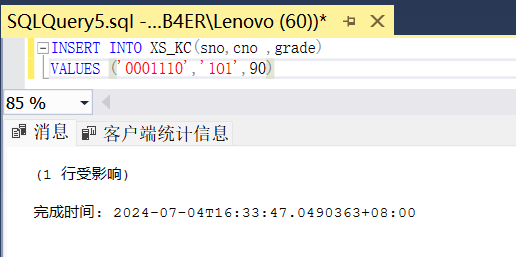 SQLQuery5.sql -...B4ER\Lenovo (60))*
INSERT INTO XS_KC(sno,cno ,grade)
VALUES ('0001110','101',90)
85 %
消息 客户端统计信息
(1 行受影响)
完成时间: 2024-07-04T16:33:47.0490363+08:00